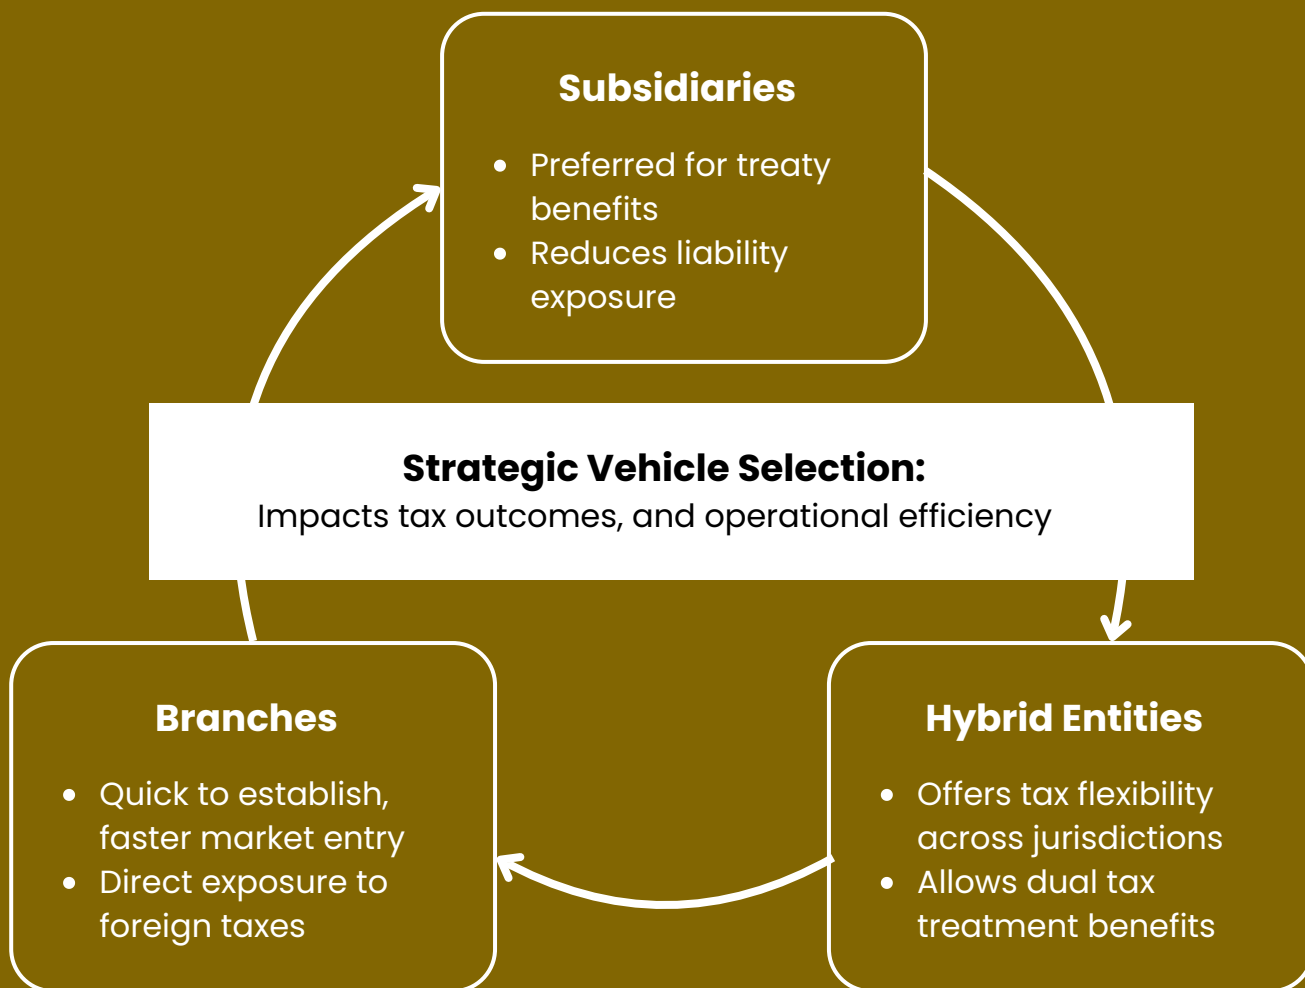 Subsidiaries
• Preferred for treaty
benefits
• Reduces liability
exposure
Strategic Vehicle Selection:
Impacts tax outcomes, and operational efficiency
Branches
• Quick to establish,
faster market entry
• Direct exposure to
foreign taxes
Hybrid Entities
• Offers tax flexibility
across jurisdictions
• Allows dual tax
treatment benefits